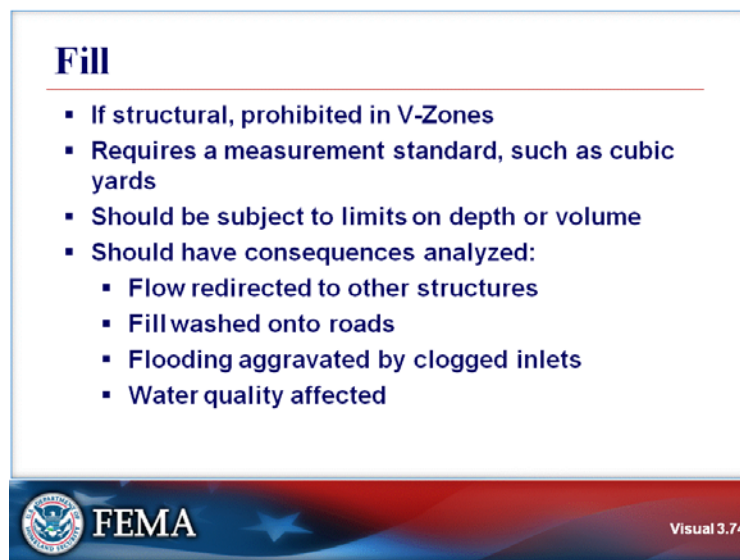 Fill
▪ If structural, prohibited in V-Zones
▪ Requires a measurement standard, such as cubic
yards
▪ Should be subject to limits on depth or volume
▪ Should have consequences analyzed:
▪ Flow redirected to other structures
▪ Fill washed onto roads
▪ Flooding aggravated by clogged inlets
▪ Water quality affected
FEMA
Visual 3.74